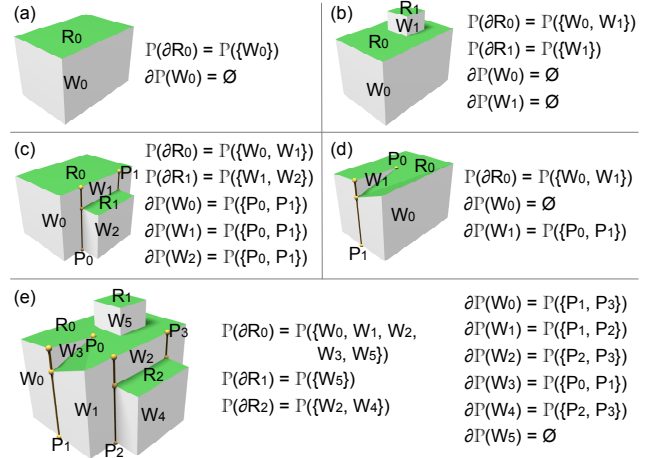 (a)
R₀
W₀
ℙ(∂R₀) = ℙ({W₀})
∂ℙ(W₀) = Ø
(b)
R₁
W₁
R₀
W₀
ℙ(∂R₀) = ℙ({W₀, W₁})
ℙ(∂R₁) = ℙ({W₁})
∂ℙ(W₀) = Ø
∂ℙ(W₁) = Ø
(c)
R₀
P₁
W₁
R₁
W₀
W₂
P₀
ℙ(∂R₀) = ℙ({W₀, W₁})
ℙ(∂R₁) = ℙ({W₁, W₂})
∂ℙ(W₀) = ℙ({P₀, P₁})
∂ℙ(W₁) = ℙ({P₀, P₁})
∂ℙ(W₂) = ℙ({P₀, P₁})
(d)
P₀
R₀
W₁
W₀
P₁
ℙ(∂R₀) = ℙ({W₀, W₁})
∂ℙ(W₀) = Ø
∂ℙ(W₁) = ℙ({P₀, P₁})
(e)
R₁
W₅
R₀
P₀
P₃
W₃
W₂
W₀
R₂
W₁
W₄
P₁
P₂
ℙ(∂R₀) = ℙ({W₀, W₁, W₂,
W₃, W₅})
ℙ(∂R₁) = ℙ({W₅})
ℙ(∂R₂) = ℙ({W₂, W₄})
∂ℙ(W₀) = ℙ({P₁, P₃})
∂ℙ(W₁) = ℙ({P₁, P₂})
∂ℙ(W₂) = ℙ({P₂, P₃})
∂ℙ(W₃) = ℙ({P₀, P₁})
∂ℙ(W₄) = ℙ({P₂, P₃})
∂ℙ(W₅) = Ø